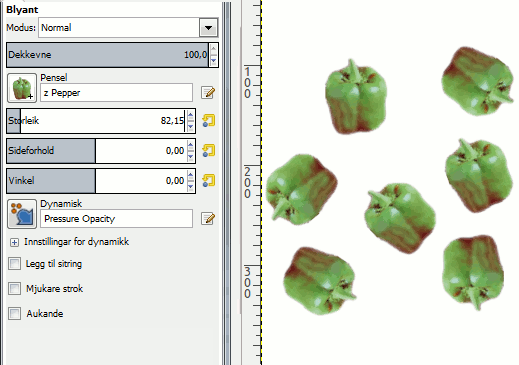 Blyant
Modus: Normal
Dekkevne 100,0
Pensel
z Pepper
Storleik 82,15
Sideforhold 0,00
Vinkel 0,00
Dynamisk
Pressure Opacity
Innstillingar for dynamikk
Legg til sitring
Mjukare strok
Aukande
100
200
300